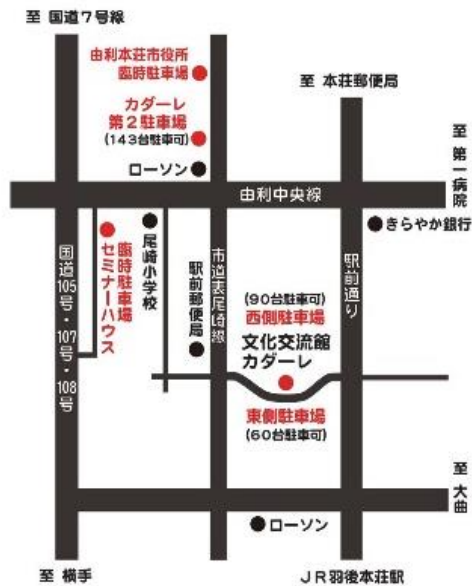 至 国道7号線
由利本荘市役所
臨時駐車場
至 本荘郵便局
カダーレ
第2駐車場
(143台駐車可)
至 第一病院
ローソン
由利中央線
きらやか銀行
国道105号・107号・108号
臨時駐車場
セミナーハウス
尾崎小学校
駅前郵便局
市道表尾崎線
駅前通り
(90台駐車可)
西側駐車場
文化交流館
カダーレ
東側駐車場
(60台駐車可)
至 大曲
ローソン
至 横手
JR羽後本荘駅